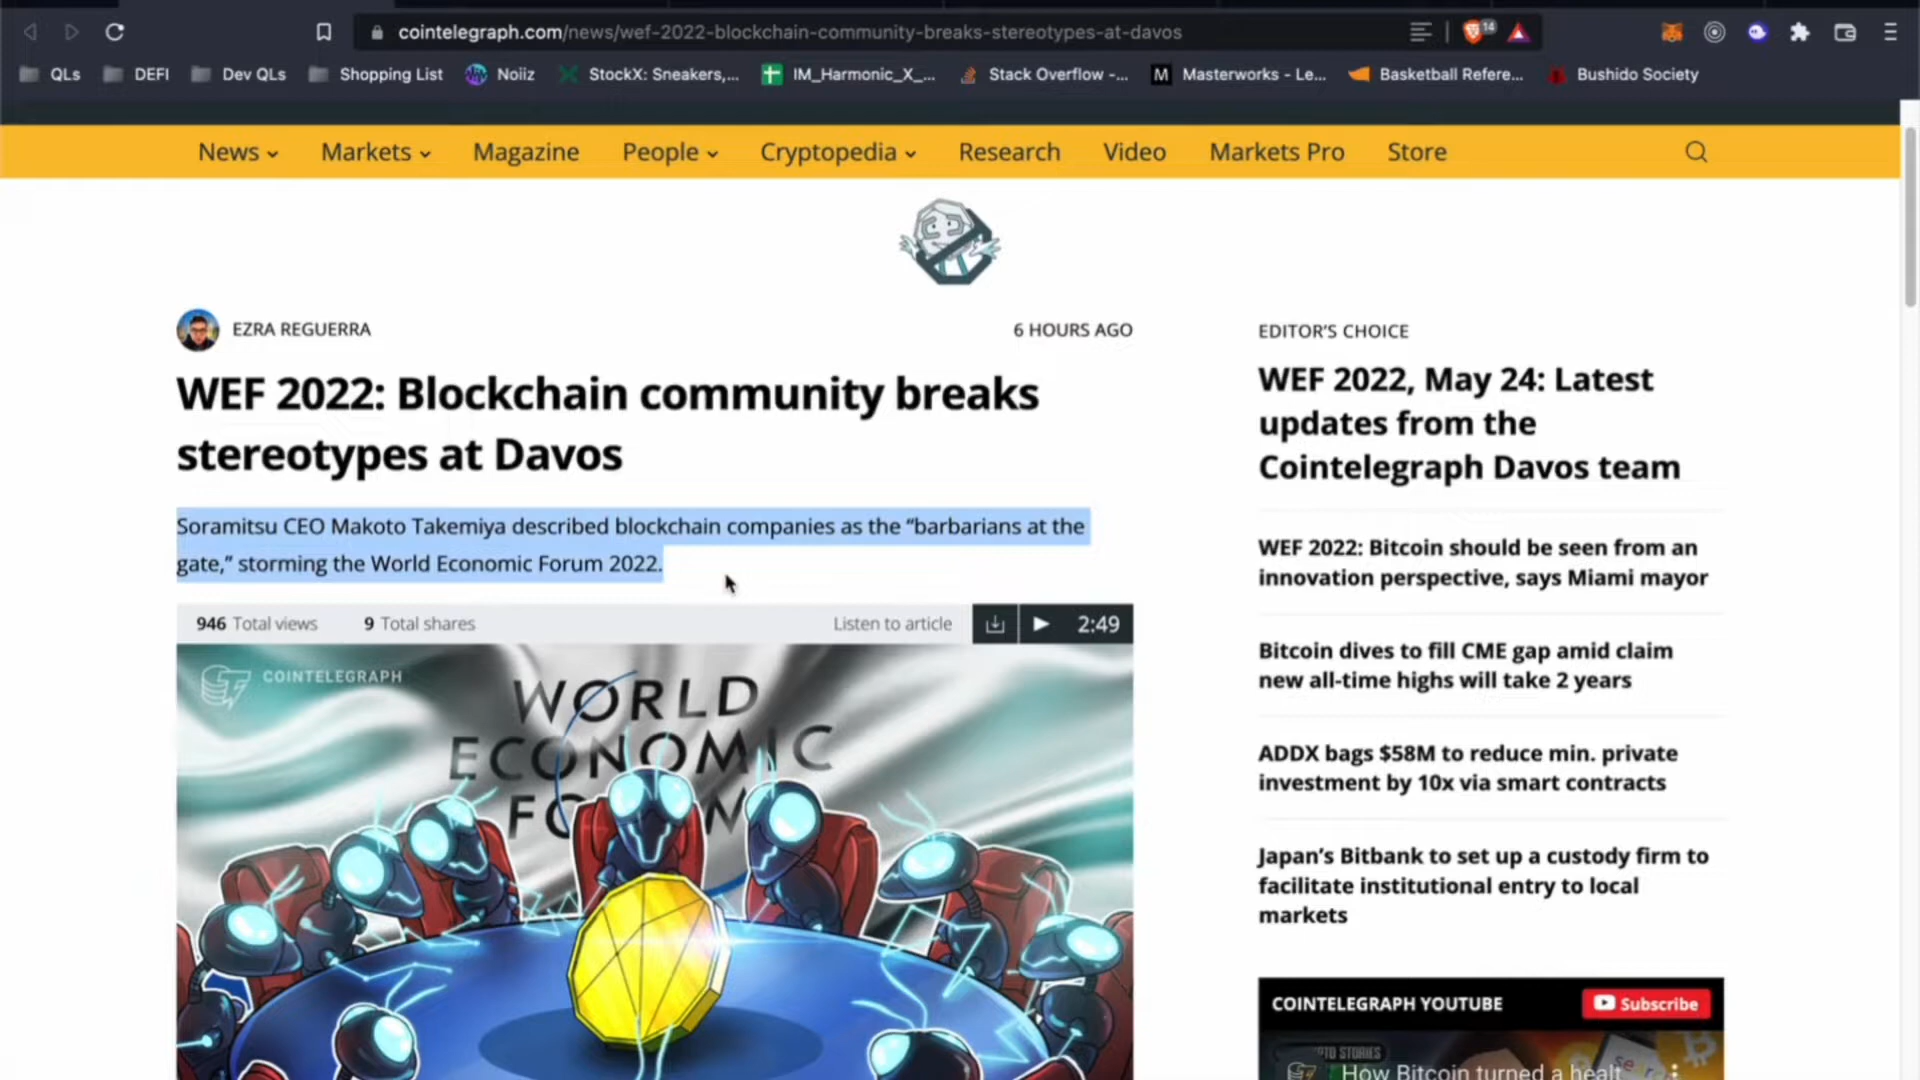 cointelegraph.com/news/wef-2022-blockchain-community-breaks-stereotypes-at-davos
14
QLs
DEFI
Dev QLs
Shopping List
Noiiz
StockX: Sneakers,...
IM_Harmonic_X_...
Stack Overflow -...
M
Masterworks - Le...
Basketball Refere...
Bushido Society
News
Markets
Magazine
People
Cryptopedia
Research
Video
Markets Pro
Store
EZRA REGUERRA
6 HOURS AGO
WEF 2022: Blockchain community breaks
stereotypes at Davos
Soramitsu CEO Makoto Takemiya described blockchain companies as the “barbarians at the
gate,” storming the World Economic Forum 2022.
946 Total views
9 Total shares
Listen to article
2:49
COINTELEGRAPH
WORLD
ECONOMIC
EDITOR’S CHOICE
WEF 2022, May 24: Latest
updates from the
Cointelegraph Davos team
WEF 2022: Bitcoin should be seen from an
innovation perspective, says Miami mayor
Bitcoin dives to fill CME gap amid claim
new all-time highs will take 2 years
ADDX bags $58M to reduce min. private
investment by 10x via smart contracts
Japan’s Bitbank to set up a custody firm to
facilitate institutional entry to local
markets
COINTELEGRAPH YOUTUBE
Subscribe
How Bitcoin turned a